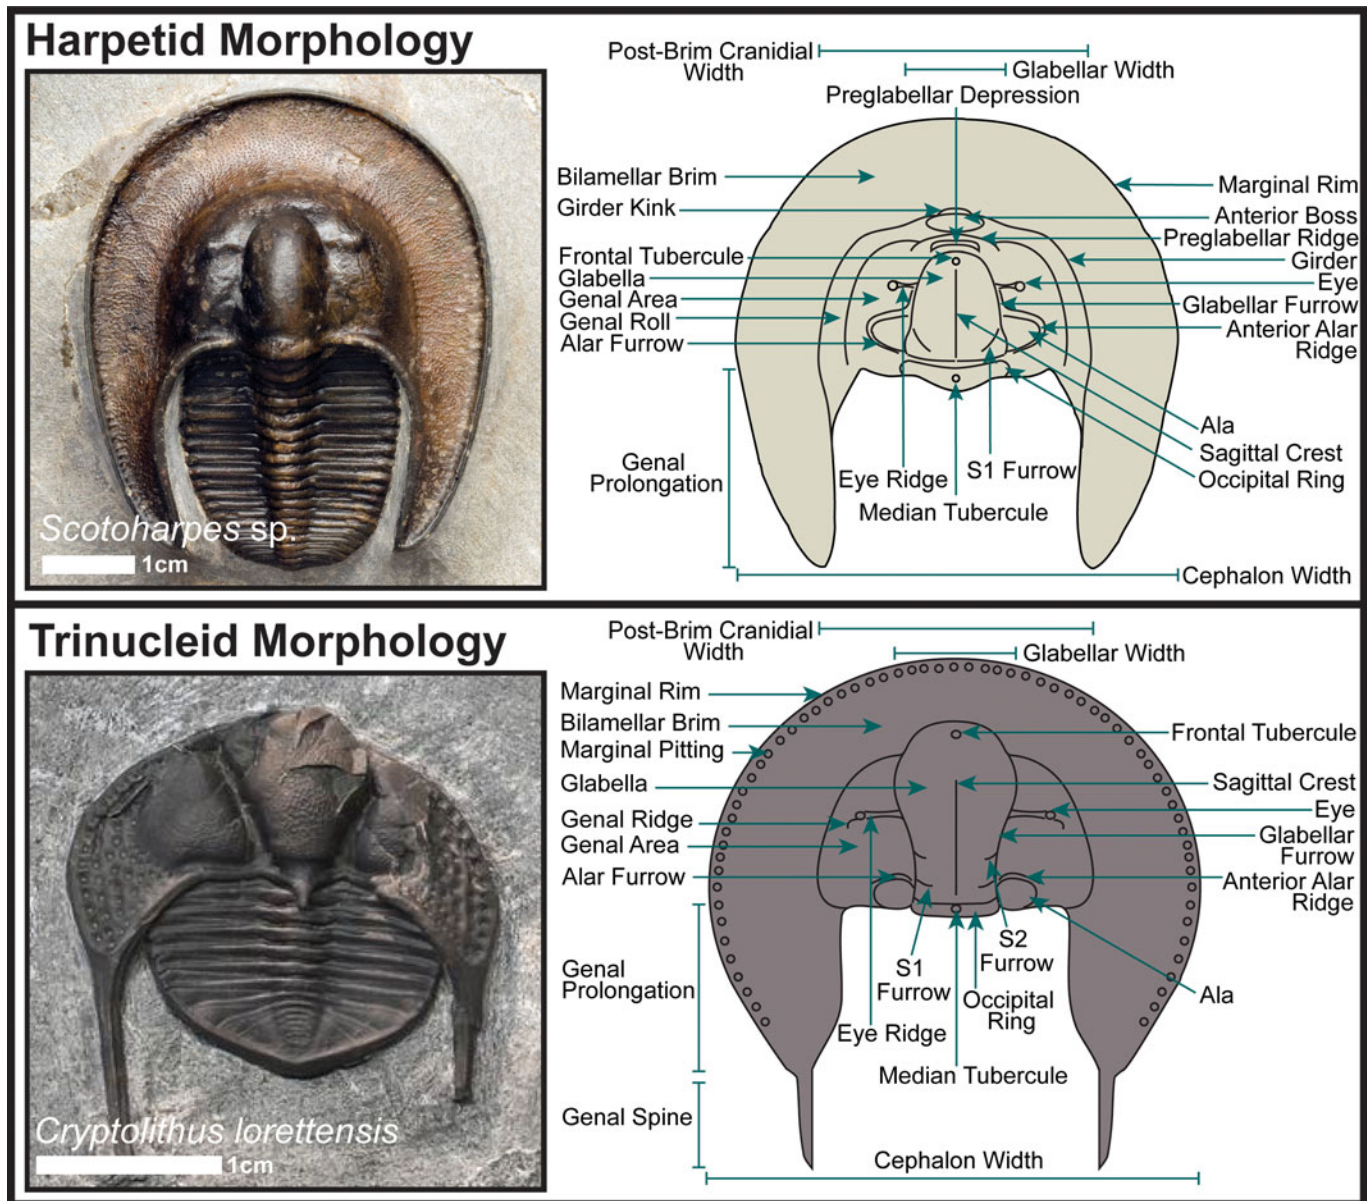 Harpetid Morphology
Scotoharpes sp.
1cm
Post-Brim Cranidial
Width
Glabellar Width
Preglabellar Depression
Bilamellar Brim
Girder Kink
Frontal Tubercule
Glabella
Genal Area
Genal Roll
Alar Furrow
Marginal Rim
Anterior Boss
Preglabellar Ridge
Girder
Eye
Glabellar Furrow
Anterior Alar
Ridge
Genal
Prolongation
Eye Ridge
S1 Furrow
Median Tubercule
Ala
Sagittal Crest
Occipital Ring
Cephalon Width
Trinucleid Morphology
Cryptolithus lorettensis
1cm
Post-Brim Cranidial
Width
Glabellar Width
Marginal Rim
Bilamellar Brim
Marginal Pitting
Glabella
Genal Ridge
Genal Area
Alar Furrow
Frontal Tubercule
Sagittal Crest
Eye
Glabellar
Furrow
Anterior Alar
Ridge
Genal
Prolongation
S1
Furrow
S2
Furrow
Occipital
Ring
Ala
Eye Ridge
Median Tubercule
Genal Spine
Cephalon Width